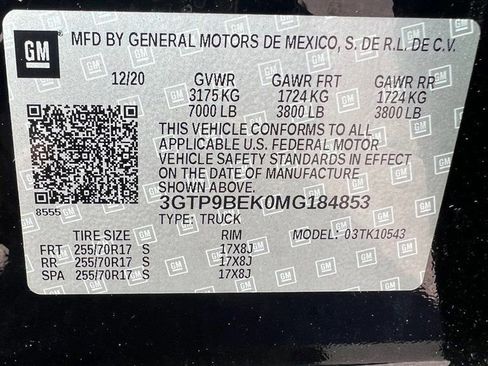 GM
MFD BY GENERAL MOTORS DE MEXICO, S. DE R.L. DE C.V.
12/20 GVWR GAWR FRT GAWR RR
3175 KG 1724 KG 1724 KG
7000 LB 3800 LB 3800 LB
THIS VEHICLE CONFORMS TO ALL
APPLICABLE U.S. FEDERAL MOTOR
VEHICLE SAFETY STANDARDS IN EFFECT
ON THE DATE OF MANUFACTURE
SHOWN ABOVE.
8555
3GTP9BEK0MG184853
TYPE: TRUCK
TIRE SIZE RIM MODEL: 03TK10543
FRT 255/70R17 S 17X8J
RR 255/70R17 S 17X8J
SPA 255/70R17 S 17X8J